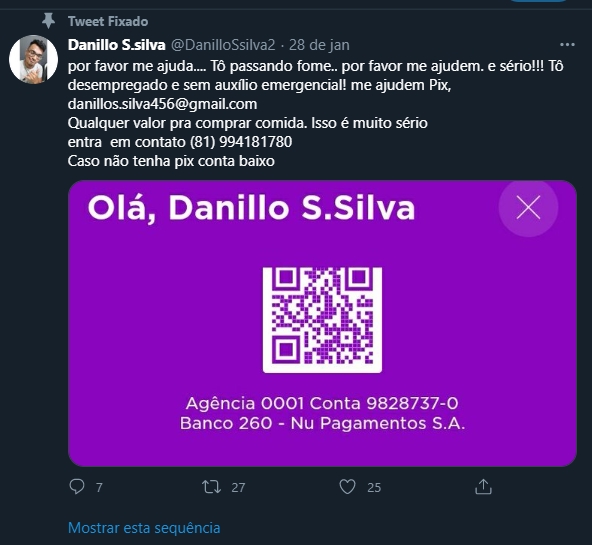 Tweet Fixado
Danillo S.silva @DanilloSsilva2 · 28 de jan
por favor me ajuda.... Tô passando fome.. por favor me ajudem. e sério!!! Tô
desempregado e sem auxílio emergencial! me ajudem Pix,
danillos.silva456@gmail.com
Qualquer valor pra comprar comida. Isso é muito sério
entra em contato (81) 994181780
Caso não tenha pix conta baixo
Olá, Danillo S.Silva
Agência 0001 Conta 9828737-0
Banco 260 - Nu Pagamentos S.A.
7 27 25
Mostrar esta sequência